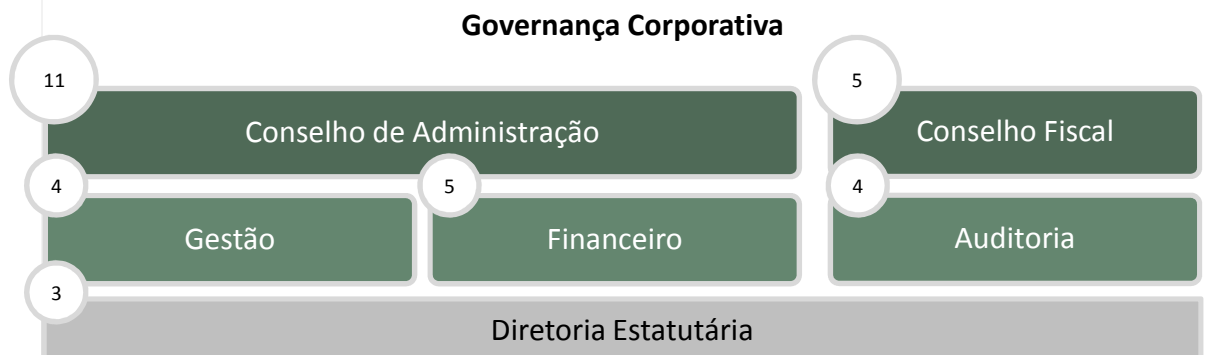 Governança Corporativa
11
5
Conselho de Administração
Conselho Fiscal
4
5
4
Gestão
Financeiro
Auditoria
3
Diretoria Estatutária